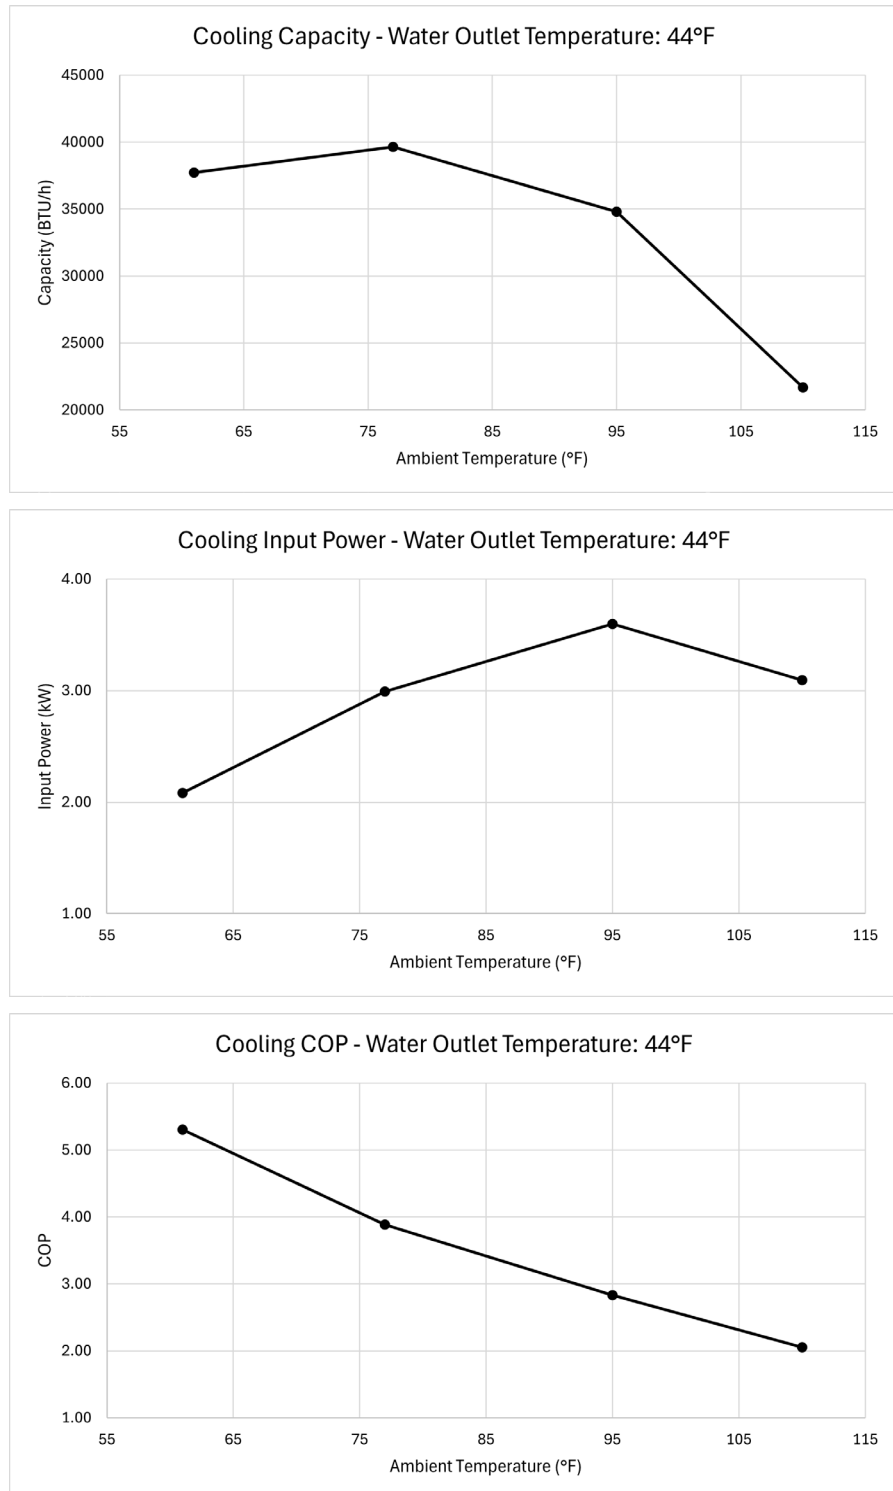 Cooling Capacity - Water Outlet Temperature: 44°F
45000
40000
35000
30000
25000
20000
Capacity (BTU/h)
55 65 75 85 95 105 115
Ambient Temperature (°F)
Cooling Input Power - Water Outlet Temperature: 44°F
4.00
3.00
2.00
1.00
Input Power (kW)
55 65 75 85 95 105 115
Ambient Temperature (°F)
Cooling COP - Water Outlet Temperature: 44°F
6.00
5.00
4.00
3.00
2.00
1.00
COP
55 65 75 85 95 105 115
Ambient Temperature (°F)